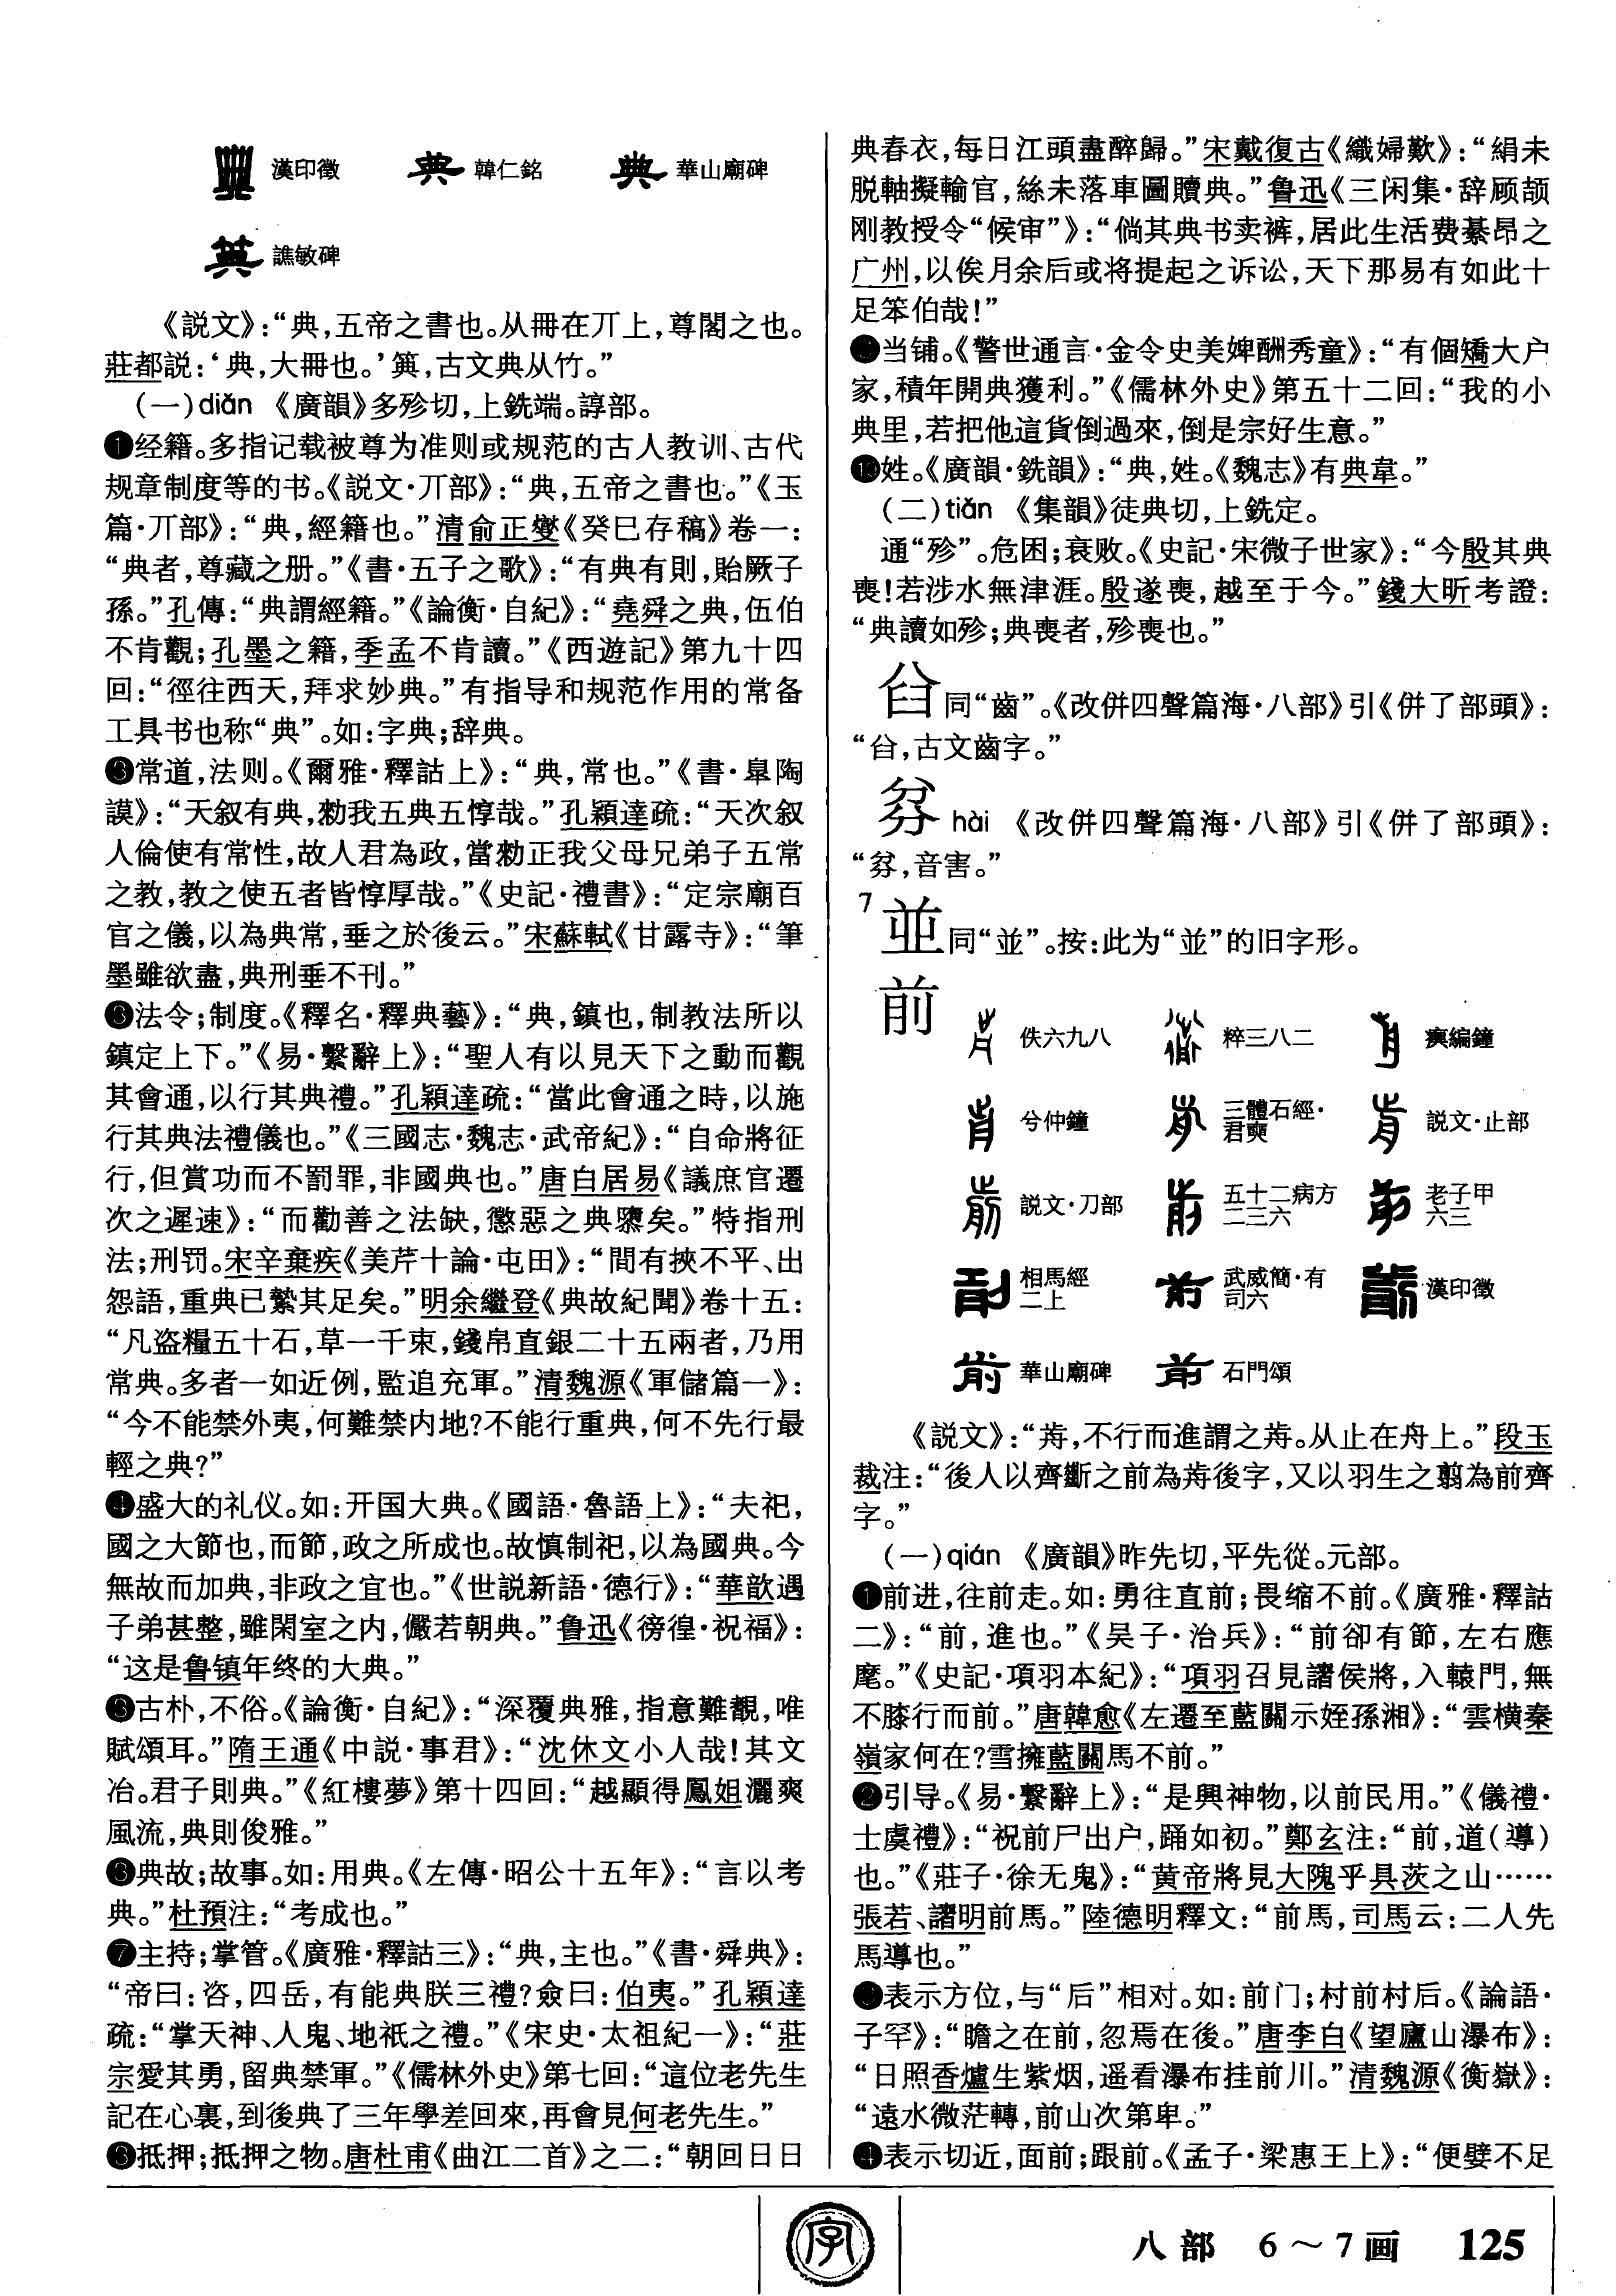 漢印徵 韓仁銘 華山廟碑
譙敏碑
《説文》：“典，五帝之書也。从冊在丌上，尊閣之也。
莊都説：‘典，大冊也。’䈂，古文典从竹。”
（一）diǎn 《廣韻》多殄切，上銑端。諄部。
❶经籍。多指记载被尊为准则或规范的古人教训、古代
规章制度等的书。《説文·丌部》：“典，五帝之書也。”《玉
篇·丌部》：“典，經籍也。”清俞正燮《癸巳存稿》卷一：
“典者，尊藏之册。”《書·五子之歌》：“有典有則，貽厥子
孫。”孔傳：“典謂經籍。”《論衡·自紀》：“堯舜之典，伍伯
不肯觀；孔墨之籍，季孟不肯讀。”《西遊記》第九十四
回：“徑往西天，拜求妙典。”有指导和规范作用的常备
工具书也称“典”。如：字典；辞典。
❷常道，法则。《爾雅·釋詁上》：“典，常也。”《書·皐陶
謨》：“天叙有典，勑我五典五惇哉。”孔穎達疏：“天次叙
人倫使有常性，故人君為政，當勑正我父母兄弟子五常
之教，教之使五者皆惇厚哉。”《史記·禮書》：“定宗廟百
官之儀，以為典常，垂之於後云。”宋蘇軾《甘露寺》：“筆
墨雖欲盡，典刑垂不刊。”
❸法令；制度。《釋名·釋典藝》：“典，鎮也，制教法所以
鎮定上下。”《易·繫辭上》：“聖人有以見天下之動而觀
其會通，以行其典禮。”孔穎達疏：“當此會通之時，以施
行其典法禮儀也。”《三國志·魏志·武帝紀》：“自命將征
行，但賞功而不罰罪，非國典也。”唐白居易《議庶官遷
次之遲速》：“而勸善之法缺，懲惡之典隳矣。”特指刑
法；刑罚。宋辛棄疾《美芹十論·屯田》：“間有挾不平、出
怨語，重典已縶其足矣。”明余繼登《典故紀聞》卷十五：
“凡盗糧五十石，草一千束，錢帛直銀二十五兩者，乃用
常典。多者一如近例，監追充軍。”清魏源《軍儲篇一》：
“今不能禁外夷，何難禁内地?不能行重典，何不先行最
輕之典?”
❹盛大的礼仪。如：开国大典。《國語·魯語上》：“夫祀，
國之大節也，而節，政之所成也。故慎制祀，以為國典。今
無故而加典，非政之宜也。”《世説新語·德行》：“華歆遇
子弟甚整，雖閑室之内，儼若朝典。”鲁迅《徬徨·祝福》：
“这是鲁镇年终的大典。”
❺古朴，不俗。《論衡·自紀》：“深覆典雅，指意難覩，唯
賦頌耳。”隋王通《中説·事君》：“沈休文小人哉！其文
冶。君子則典。”《紅樓夢》第十四回：“越顯得鳳姐灑爽
風流，典則俊雅。”
❻典故；故事。如：用典。《左傳·昭公十五年》：“言以考
典。”杜預注：“考成也。”
❼主持；掌管。《廣雅·釋詁三》：“典，主也。”《書·舜典》：
“帝曰：咨，四岳，有能典朕三禮?僉曰：伯夷。”孔穎達
疏：“掌天神、人鬼、地祇之禮。”《宋史·太祖紀一》：“莊
宗愛其勇，留典禁軍。”《儒林外史》第七回：“這位老先生
記在心裏，到後典了三年學差回來，再會見何老先生。”
❽抵押；抵押之物。唐杜甫《曲江二首》之二：“朝回日日
典春衣，每日江頭盡醉歸。”宋戴復古《織婦歎》：“絹未
脱軸擬輸官，絲未落車圖贖典。”鲁迅《三闲集·辞顾颉
刚教授令“候审”》：“倘其典书卖裤，居此生活费綦昂之
广州，以俟月余后或将提起之诉讼，天下那易有如此十
足笨伯哉！”
❾当铺。《警世通言·金令史美婢酬秀童》：“有個矯大户
家，積年開典獲利。”《儒林外史》第五十二回：“我的小
典里，若把他這貨倒過來，倒是宗好生意。”
❿姓。《廣韻·銑韻》：“典，姓。《魏志》有典韋。”
（二）tiǎn 《集韻》徒典切，上銑定。
通“殄”。危困；衰败。《史記·宋微子世家》：“今殷其典
喪！若涉水無津涯。殷遂喪，越至于今。”錢大昕考證：
“典讀如殄；典喪者，殄喪也。”
同“齒”。《改併四聲篇海·八部》引《併了部頭》：
“，古文齒字。”
hài 《改併四聲篇海·八部》引《併了部頭》：
“，音害。”
7
並 同“並”。按：此为“並”的旧字形。
前
佚六九八 粹三八二 𤼈編鐘
兮仲鐘 三體石經·君奭 説文·止部
説文·刀部 五十二病方二三六 老子甲六三
相馬經二上 武威簡·有司六 漢印徵
華山廟碑 石門頌
《説文》：“歬，不行而進謂之歬。从止在舟上。”段玉
裁注：“後人以齊斷之前為歬後字，又以羽生之翦為前齊
字。”
（一）qián 《廣韻》昨先切，平先從。元部。
❶前进，往前走。如：勇往直前；畏缩不前。《廣雅·釋詁
二》：“前，進也。”《吴子·治兵》：“前卻有節，左右應
麾。”《史記·項羽本紀》：“項羽召見諸侯將，入轅門，無
不膝行而前。”唐韓愈《左遷至藍關示姪孫湘》：“雲橫秦
嶺家何在?雪擁藍關馬不前。”
❷引导。《易·繫辭上》：“是興神物，以前民用。”《儀禮·
士虞禮》：“祝前尸出户，踊如初。”鄭玄注：“前，道（導）
也。”《莊子·徐无鬼》：“黄帝將見大隗乎具茨之山……
張若、謵朋前馬。”陸德明釋文：“前馬，司馬云：二人先
馬導也。”
❸表示方位，与“后”相对。如：前门；村前村后。《論語·
子罕》：“瞻之在前，忽焉在後。”唐李白《望廬山瀑布》：
“日照香爐生紫烟，遥看瀑布挂前川。”清魏源《衡嶽》：
“遠水微茫轉，前山次第卑。”
❹表示切近，面前；跟前。《孟子·梁惠王上》：“便嬖不足
字
八部 6～7画 125